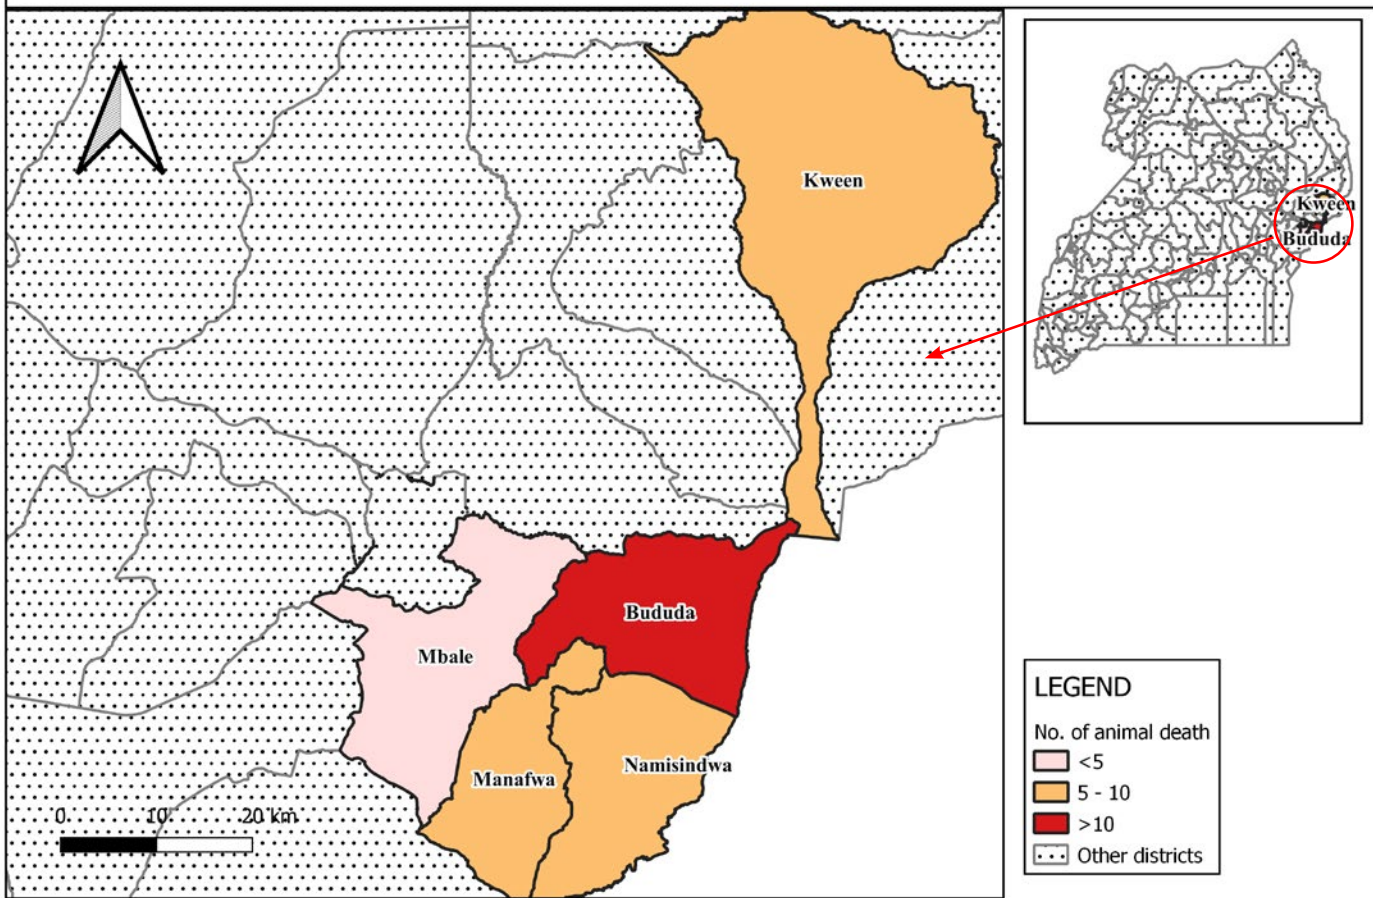 Kween
Kween
Bududa
Bududa
Mbale
Manafwa
Namisindwa
0 10 20 km
LEGEND
No. of animal death
<5
5 - 10
>10
Other districts